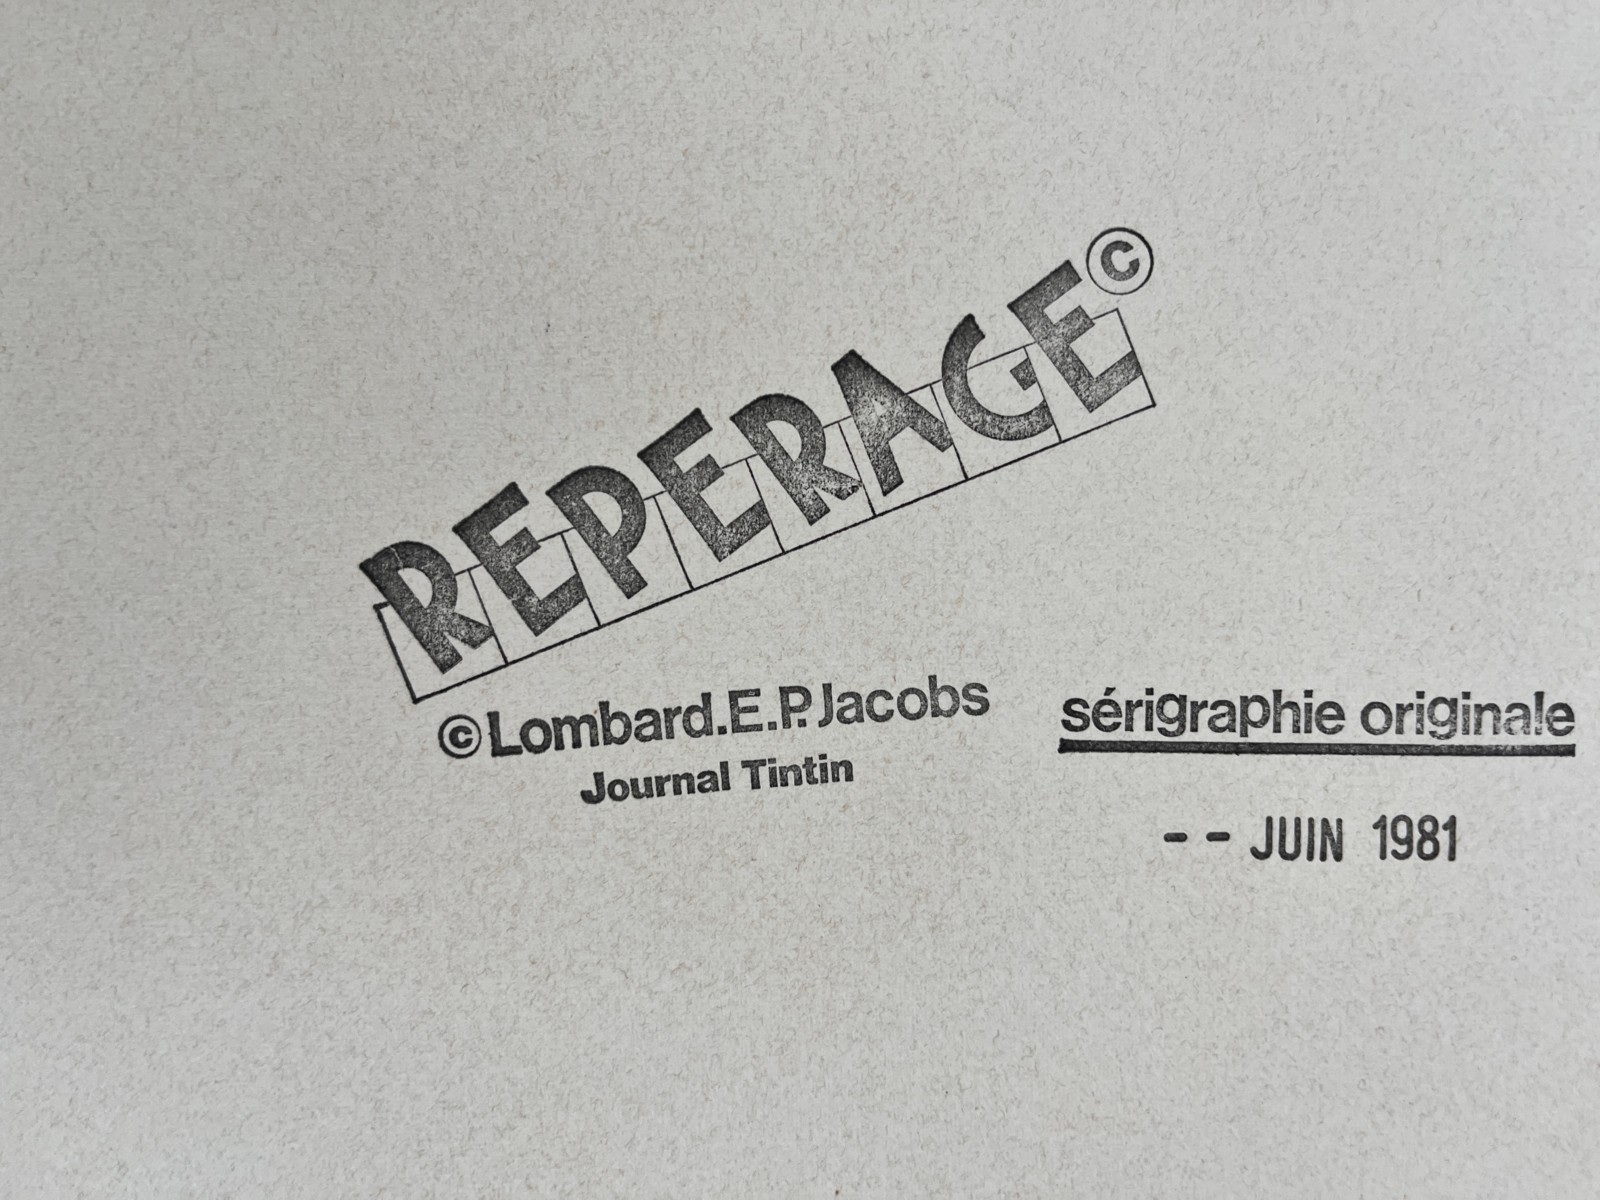 REPERAGE ©
© Lombard.E.P.Jacobs
Journal Tintin
sérigraphie originale
-- JUIN 1981